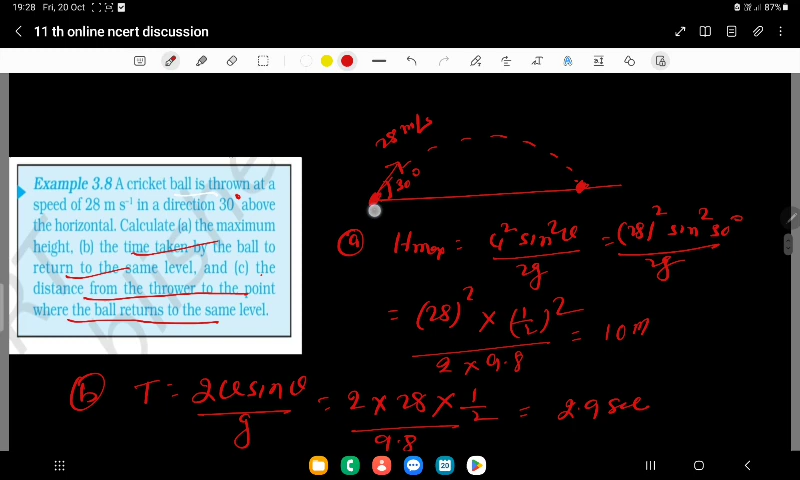 19:28 Fri, 20 Oct
87%
11 th online ncert discussion
Example 3.8 A cricket ball is thrown at a
speed of 28 m s⁻¹ in a direction 30° above
the horizontal. Calculate (a) the maximum
height, (b) the time taken by the ball to
return to the same level, and (c) the
distance from the thrower to the point
where the ball returns to the same level.
28 m/s
30°
(a) Hmax = u² sin²θ / 2g = (28)² sin² 30° / 2g
= (28)² × (1/2)² / 2 × 9.8 = 10 m
(b) T = 2u sinθ / g = 2 × 28 × 1/2 / 9.8 = 2.9 sec
20